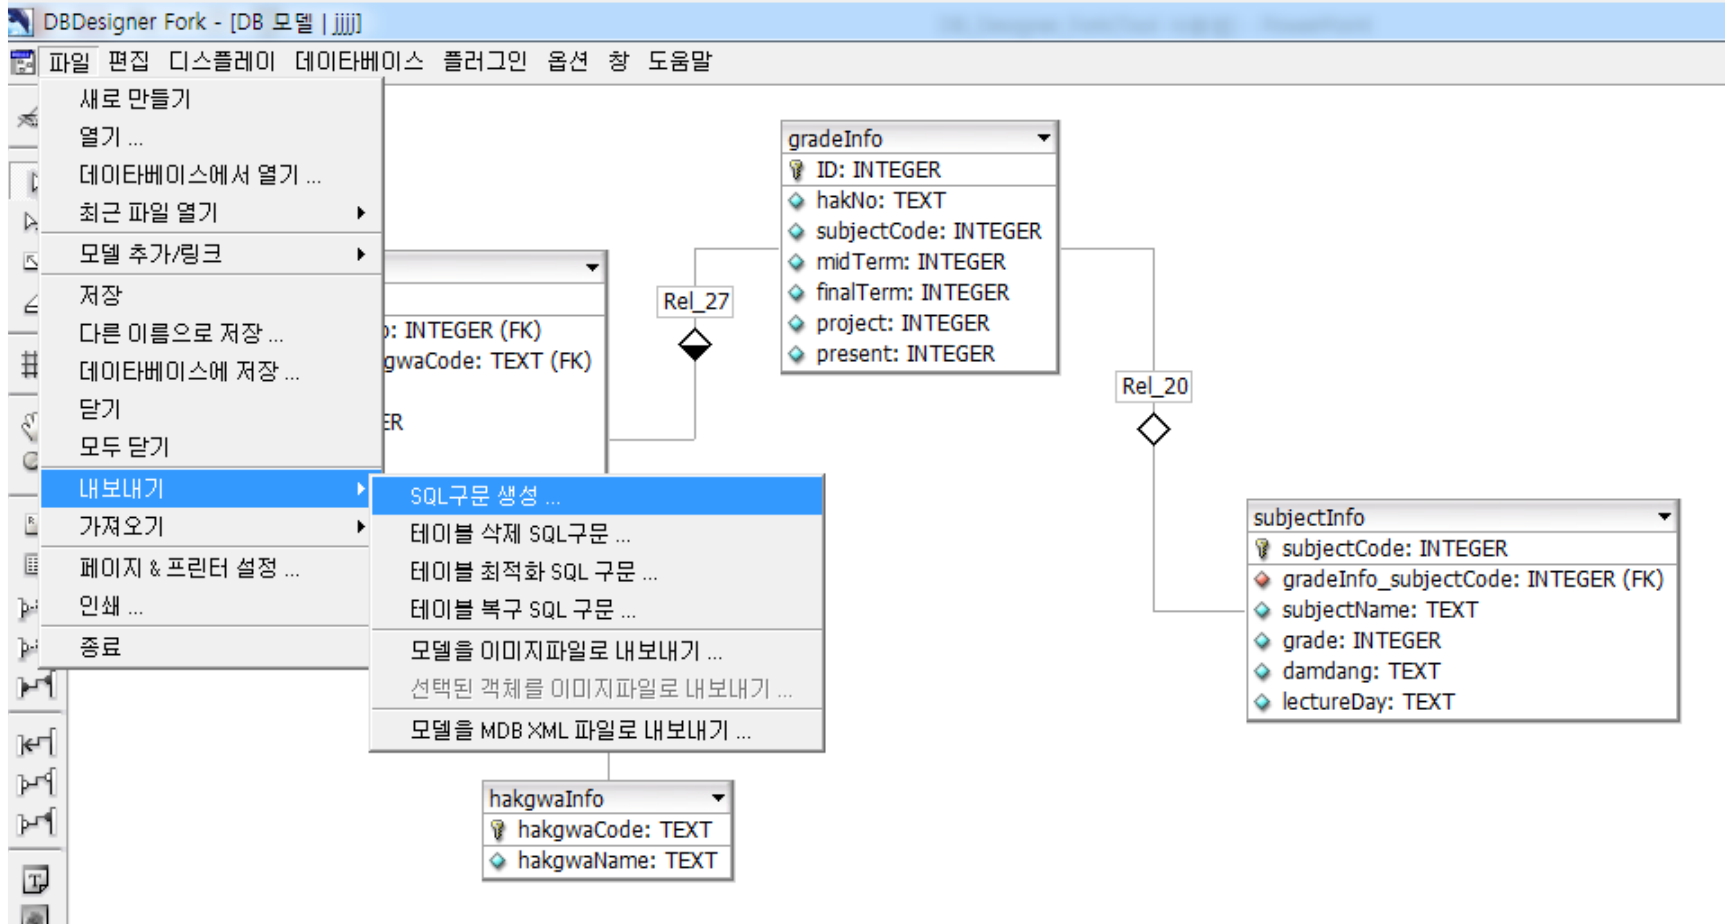 DBDesigner Fork - [DB 모델 | jjjj]
파일 편집 디스플레이 데이타베이스 플러그인 옵션 창 도움말
새로 만들기
열기 ...
데이타베이스에서 열기 ...
최근 파일 열기
모델 추가/링크
저장
다른 이름으로 저장 ...
데이타베이스에 저장 ...
닫기
모두 닫기
내보내기
가져오기
페이지 & 프린터 설정 ...
인쇄 ...
종료
SQL구문 생성 ...
테이블 삭제 SQL구문 ...
테이블 최적화 SQL 구문 ...
테이블 복구 SQL 구문 ...
모델을 이미지파일로 내보내기 ...
선택된 객체를 이미지파일로 내보내기 ...
모델을 MDB XML 파일로 내보내기 ...
: INTEGER (FK)
gwaCode: TEXT (FK)
ER
Rel_27
gradeInfo
ID: INTEGER
hakNo: TEXT
subjectCode: INTEGER
midTerm: INTEGER
finalTerm: INTEGER
project: INTEGER
present: INTEGER
Rel_20
subjectInfo
subjectCode: INTEGER
gradeInfo_subjectCode: INTEGER (FK)
subjectName: TEXT
grade: INTEGER
damdang: TEXT
lectureDay: TEXT
hakgwaInfo
hakgwaCode: TEXT
hakgwaName: TEXT